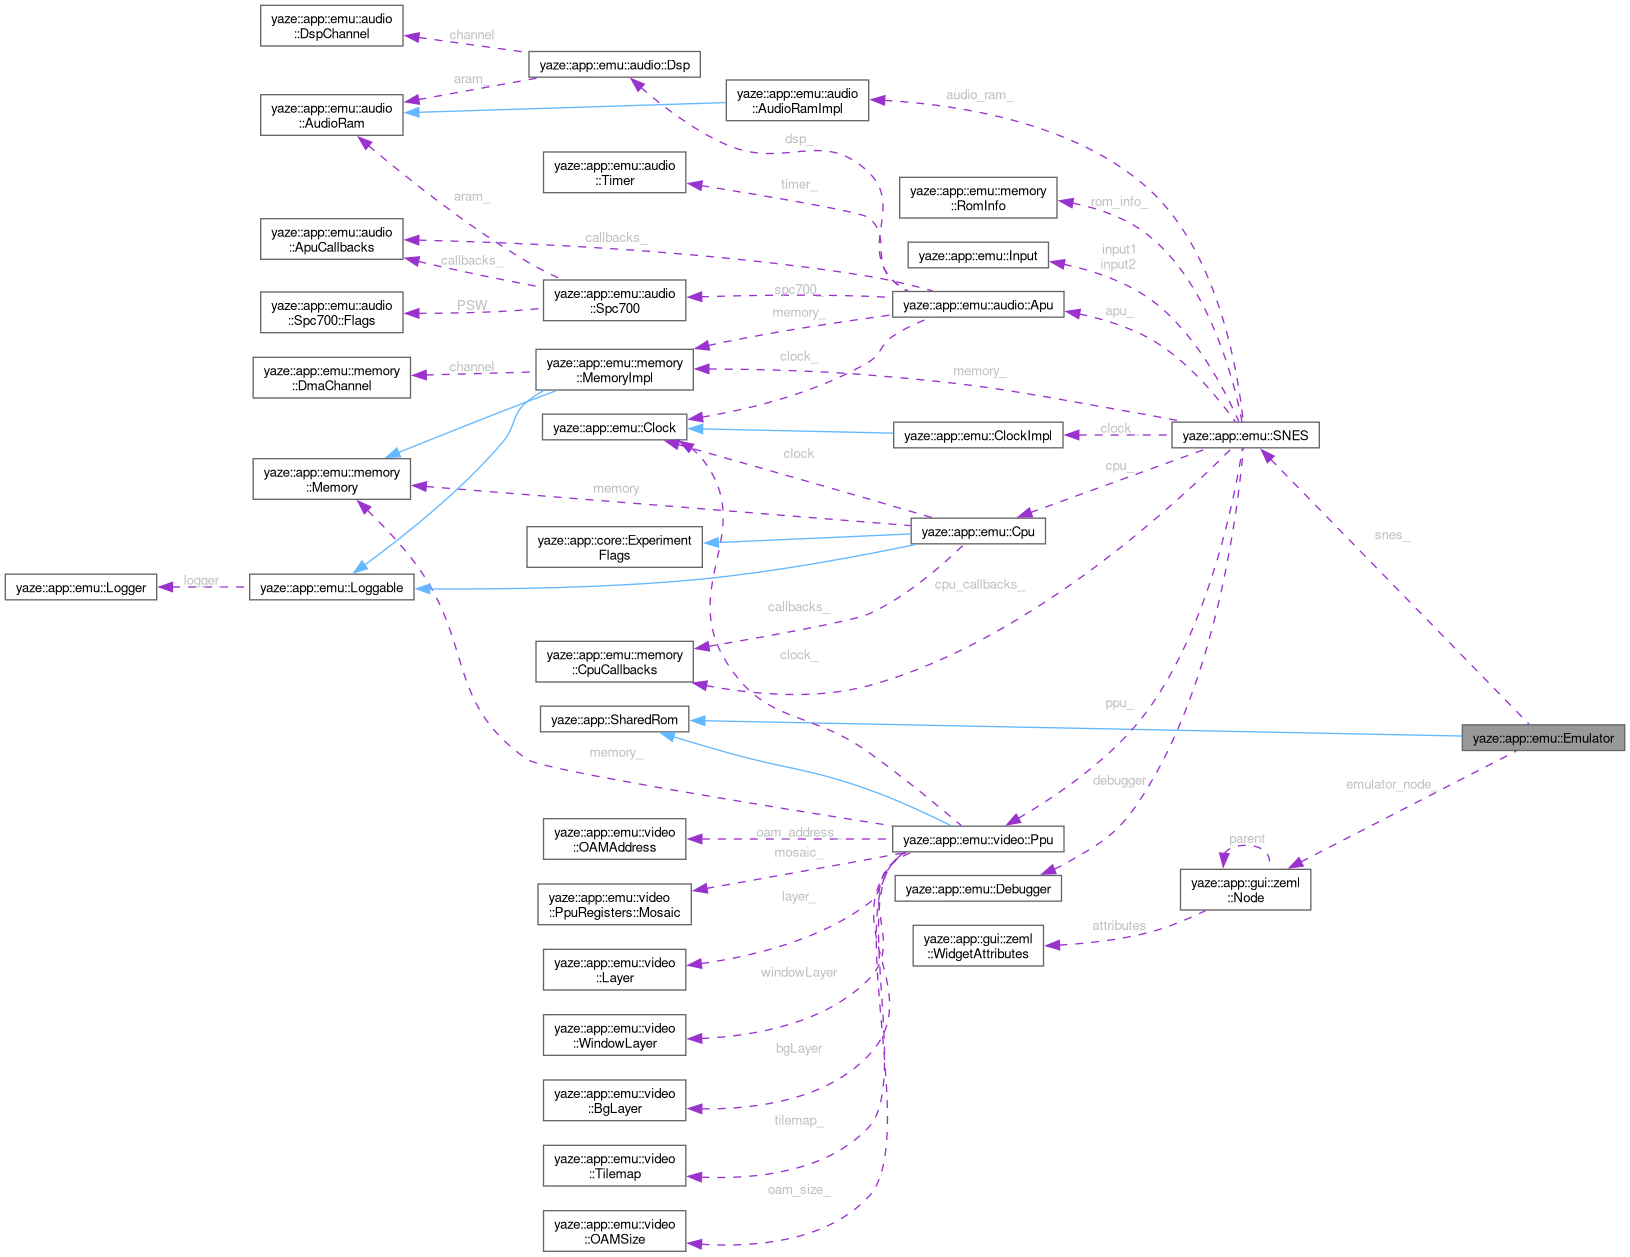 yaze::app::emu::audio
::DspChannel
channel
yaze::app::emu::audio::Dsp
aram_
yaze::app::emu::audio
::AudioRam
yaze::app::emu::audio
::AudioRamImpl
audio_ram_
dsp_
yaze::app::emu::audio
::Timer
timer_
yaze::app::emu::memory
::RomInfo
rom_info_
aram_
yaze::app::emu::audio
::ApuCallbacks
callbacks_
callbacks_
yaze::app::emu::Input
input1
input2
yaze::app::emu::audio
::Spc700::Flags
PSW
yaze::app::emu::audio
::Spc700
spc700_
yaze::app::emu::audio::Apu
apu_
memory_
yaze::app::emu::memory
::DmaChannel
channel
yaze::app::emu::memory
::MemoryImpl
clock_
memory_
yaze::app::emu::Clock
yaze::app::emu::ClockImpl
clock_
yaze::app::emu::SNES
clock
cpu_
yaze::app::emu::memory
::Memory
memory
yaze::app::core::Experiment
Flags
yaze::app::emu::Cpu
snes_
yaze::app::emu::Logger
logger_
yaze::app::emu::Loggable
cpu_callbacks_
callbacks_
yaze::app::emu::memory
::CpuCallbacks
clock_
ppu_
yaze::app::SharedRom
yaze::app::emu::Emulator
memory_
debugger
emulator_node_
yaze::app::emu::video
::OAMAddress
oam_address_
yaze::app::emu::video::Ppu
parent
mosaic_
yaze::app::emu::video
::PpuRegisters::Mosaic
layer_
yaze::app::emu::Debugger
yaze::app::gui::zeml
::Node
attributes
yaze::app::gui::zeml
::WidgetAttributes
yaze::app::emu::video
::Layer
windowLayer
yaze::app::emu::video
::WindowLayer
bgLayer
yaze::app::emu::video
::BgLayer
tilemap_
yaze::app::emu::video
::Tilemap
oam_size_
yaze::app::emu::video
::OAMSize